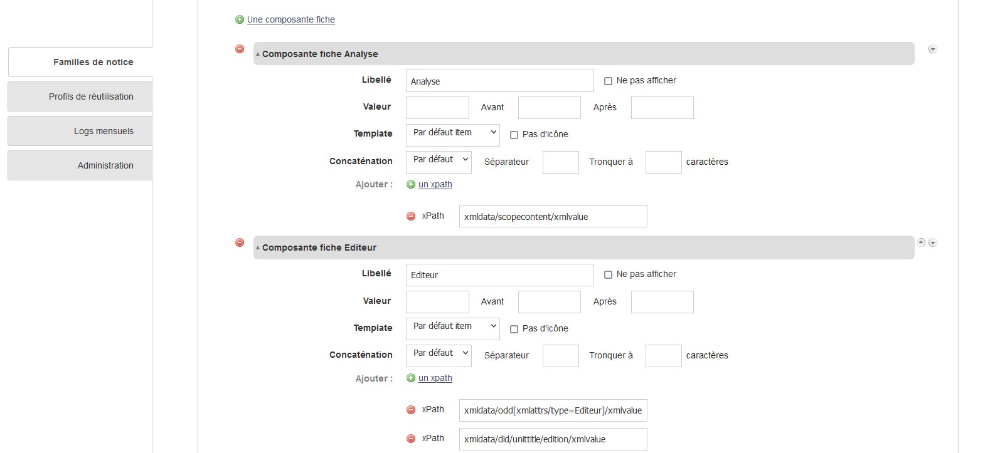 Familles de notice
Profils de réutilisation
Logs mensuels
Administration
Une composante fiche
Composante fiche Analyse
Libellé Analyse Ne pas afficher
Valeur Avant Après
Template Par défaut item Pas d'icône
Concaténation Par défaut Séparateur Tronquer à caractères
Ajouter : un xpath
xPath xmldata/scopecontent/xmlvalue
Composante fiche Editeur
Libellé Editeur Ne pas afficher
Valeur Avant Après
Template Par défaut item Pas d'icône
Concaténation Par défaut Séparateur Tronquer à caractères
Ajouter : un xpath
xPath xmldata/odd[xmlattrs/type=Editeur]/xmlvalue
xPath xmldata/did/unittitle/edition/xmlvalue